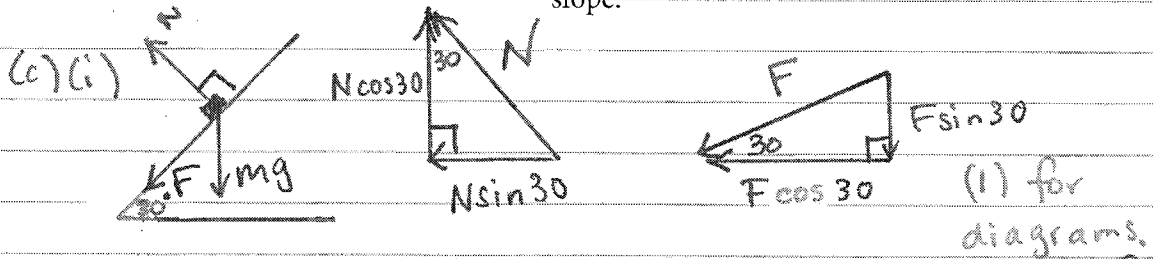 slope.
(c)(i)
N
F
mg
30°
Ncos30
30
N
Nsin30
F
30
Fsin30
Fcos30
(1) for
diagrams.